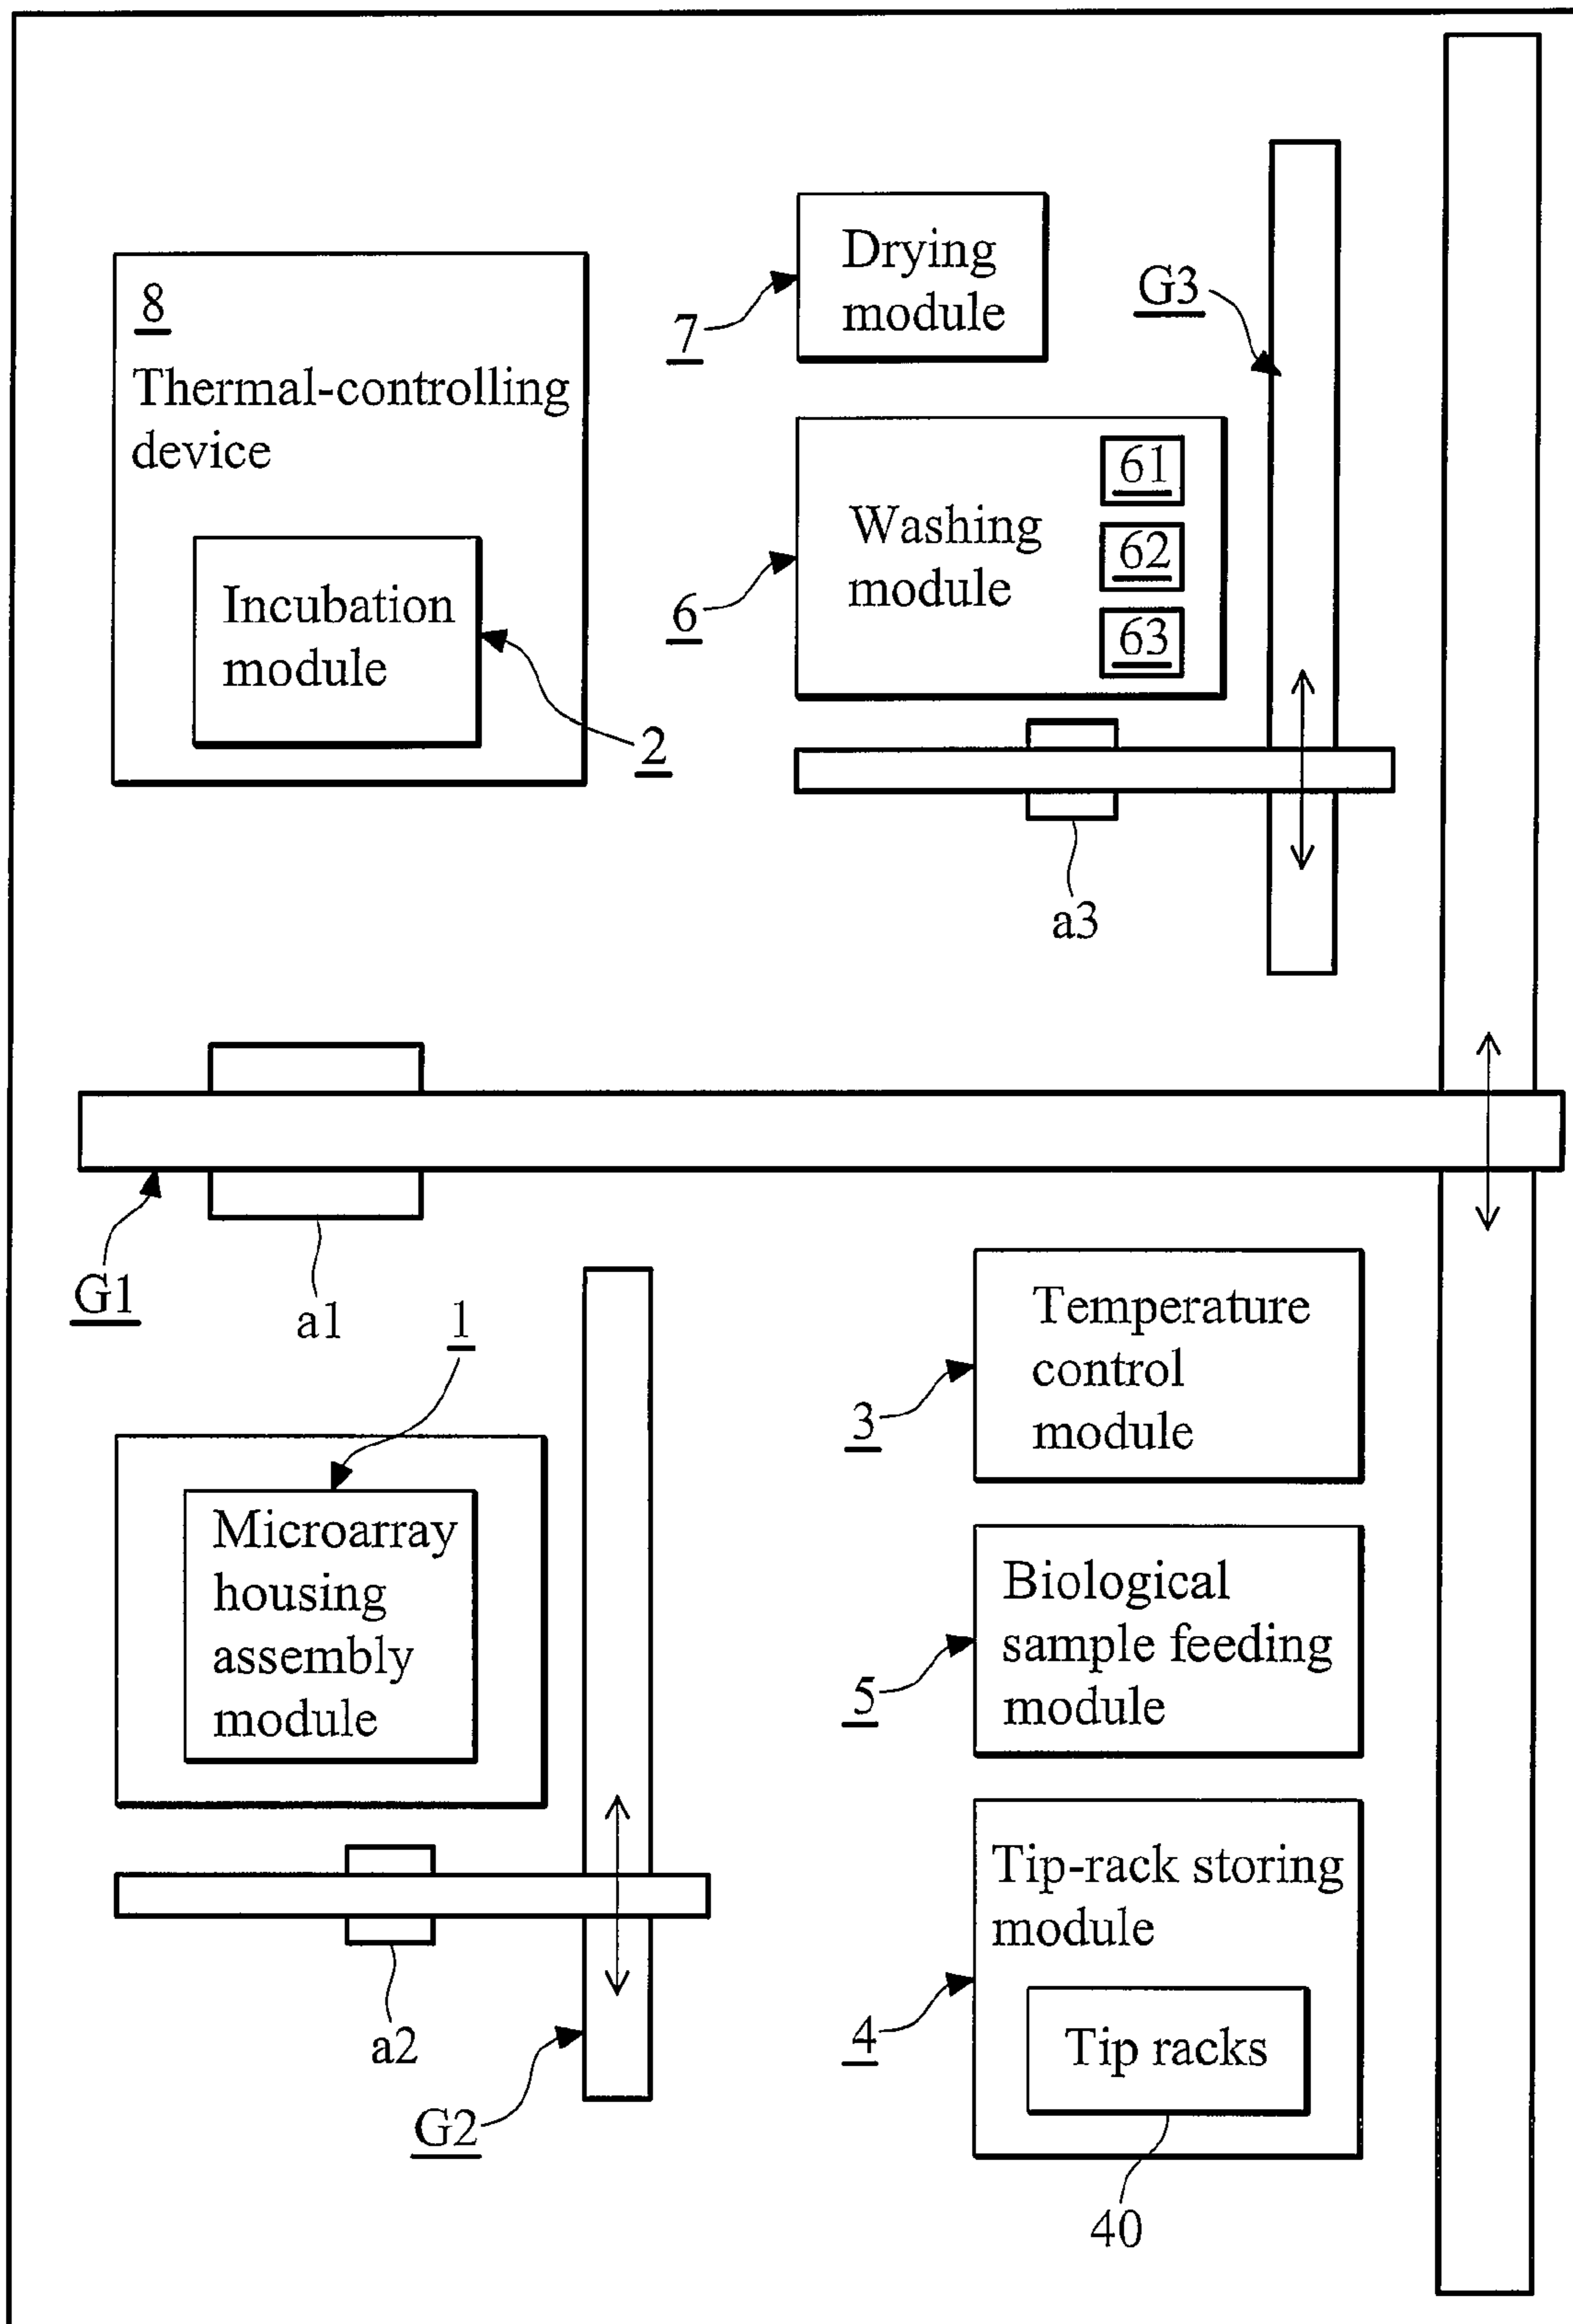 8
Thermal-controlling
device
Incubation
module
2
Drying
module
7
G3
Washing
module
61
62
63
6
a3
G1
a1
1
Microarray
housing
assembly
module
a2
G2
Temperature
control
module
3
Biological
sample feeding
module
5
Tip-rack storing
module
4
Tip racks
40